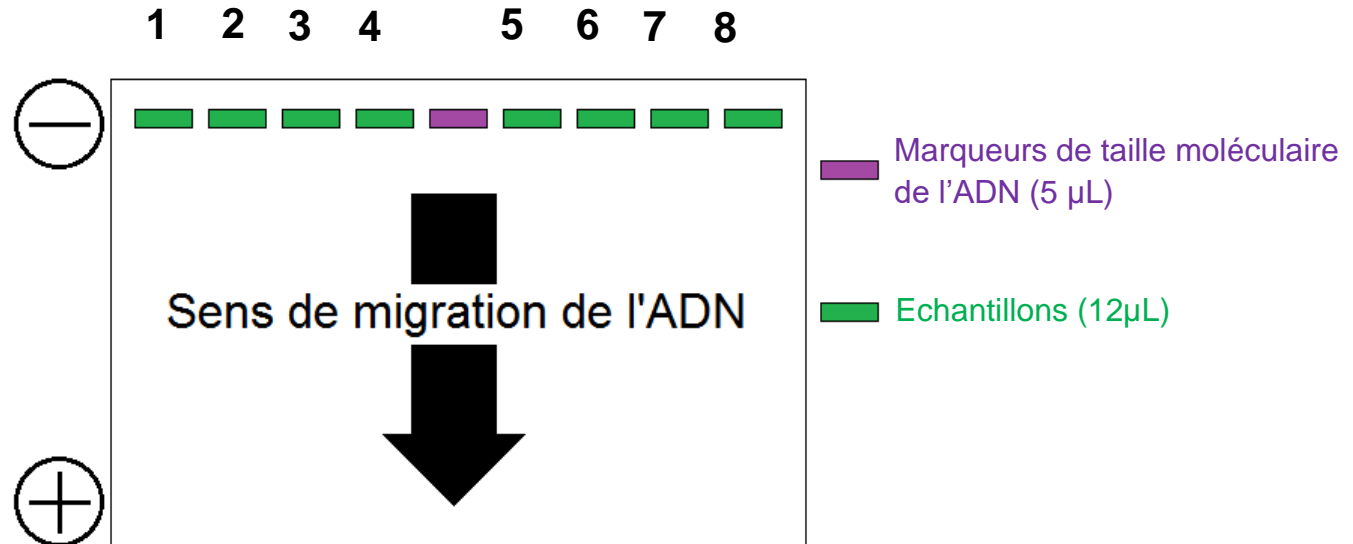 1 2 3 4 5 6 7 8
Marqueurs de taille moléculaire
de l'ADN (5 µL)
Sens de migration de l'ADN
Echantillons (12µL)